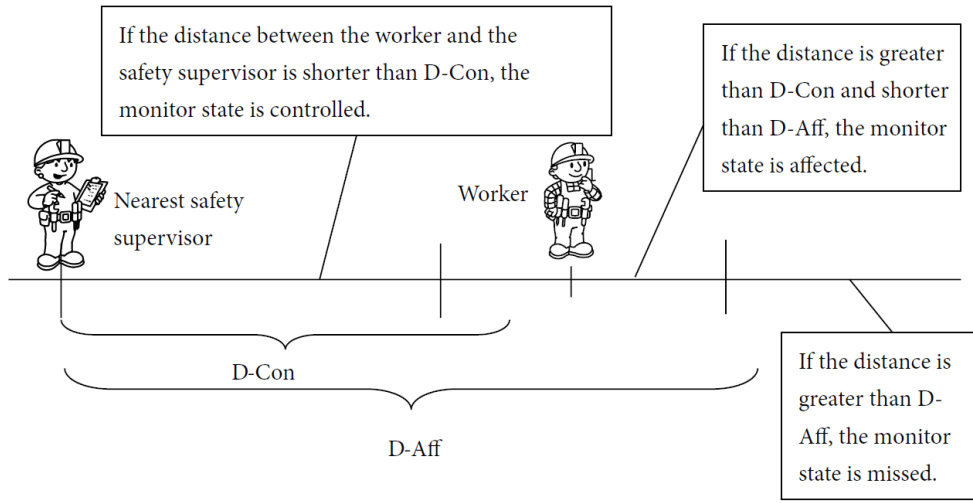 If the distance between the worker and the
safety supervisor is shorter than D-Con, the
monitor state is controlled.
If the distance is greater
than D-Con and shorter
than D-Aff, the monitor
state is affected.
Nearest safety
supervisor
Worker
D-Con
D-Aff
If the distance is
greater than D-
Aff, the monitor
state is missed.